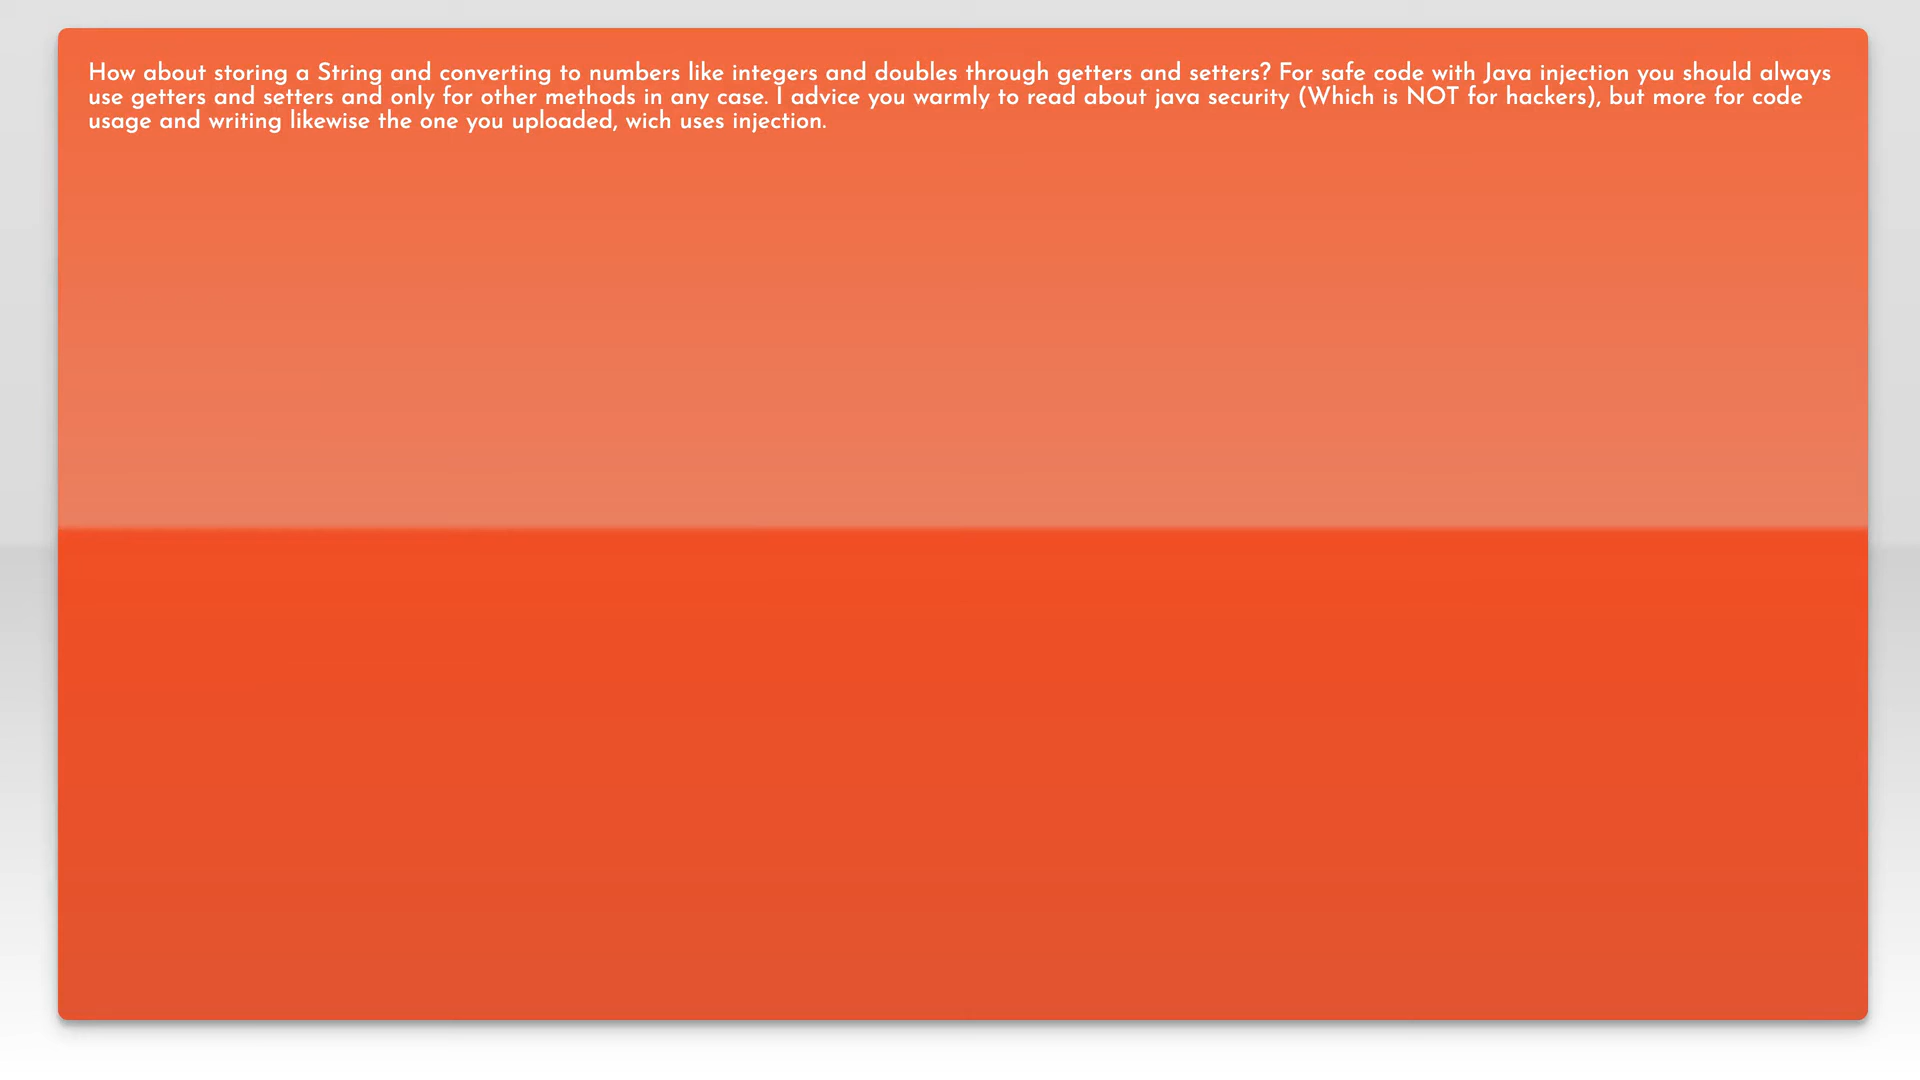 How about storing a String and converting to numbers like integers and doubles through getters and setters? For safe code with Java injection you should always
use getters and setters and only for other methods in any case. I advice you warmly to read about java security (Which is NOT for hackers), but more for code
usage and writing likewise the one you uploaded, wich uses injection.